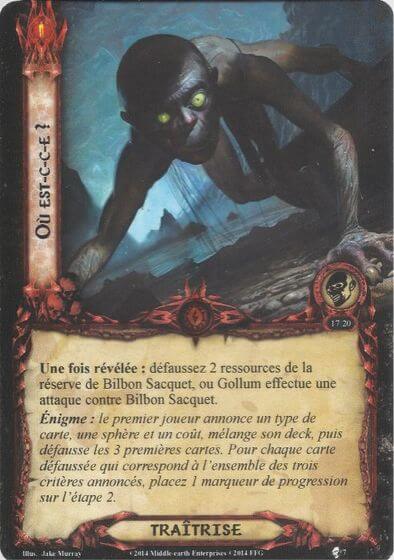 OÙ EST-C-C-E ?
17-20
Une fois révélée : défaussez 2 ressources de la
réserve de Bilbon Sacquet, ou Gollum effectue une
attaque contre Bilbon Sacquet.
Énigme : le premier joueur annonce un type de
carte, une sphère et un coût, mélange son deck, puis
défausse les 3 premières cartes. Pour chaque carte
défaussée qui correspond à l'ensemble des trois
critères annoncés, placez 1 marqueur de progression
sur l'étape 2.
TRAÎTRISE
Illus. Jake Murray ©2014 Middle-earth Enterprises ©2014 FFG